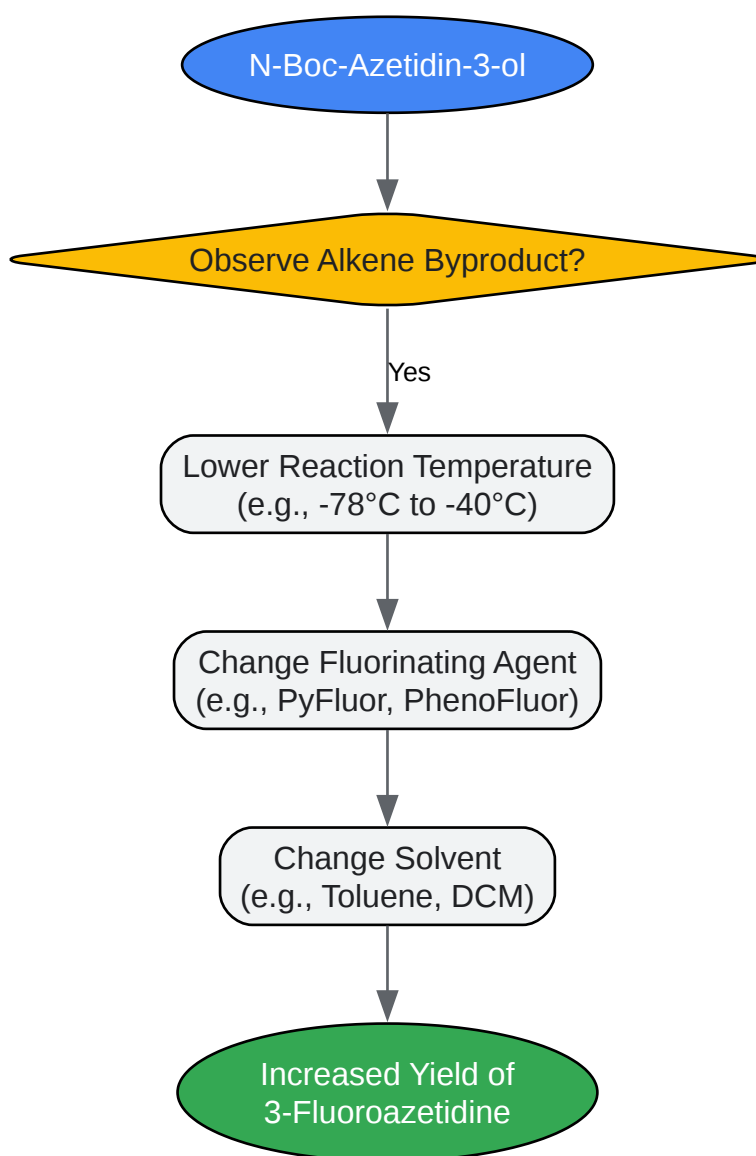 N-Boc-Azetidin-3-ol
Observe Alkene Byproduct?
Yes
Lower Reaction Temperature
(e.g., -78°C to -40°C)
Change Fluorinating Agent
(e.g., PyFluor, PhenoFluor)
Change Solvent
(e.g., Toluene, DCM)
Increased Yield of
3-Fluoroazetidine